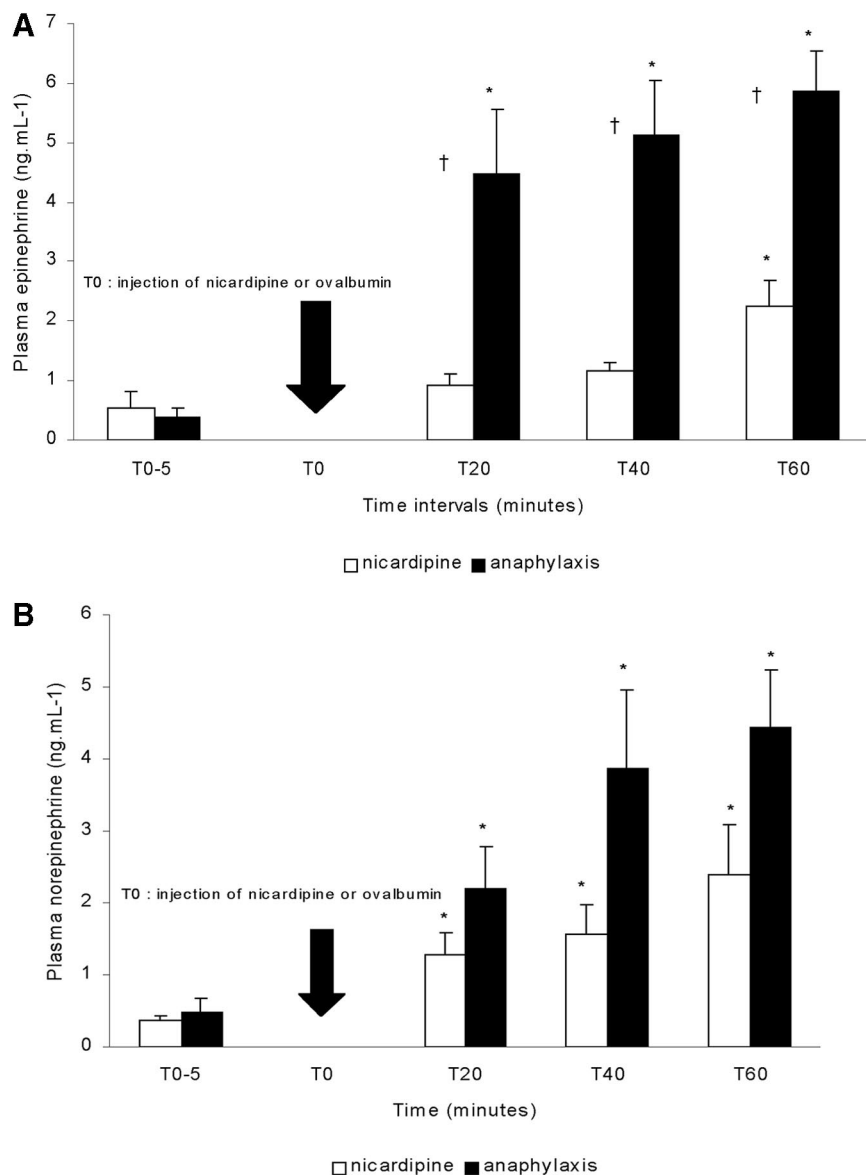 A
Plasma epinephrine (ng.mL-1)
7
6
5
4
3
2
1
0
* * *
† † †
*
T0 : injection of nicardipine or ovalbumin
T0-5 T0 T20 T40 T60
Time intervals (minutes)
nicardipine anaphylaxis
B
Plasma norepinephrine (ng.mL-1)
6
5
4
3
2
1
0
* * *
* * *
T0 : injection of nicardipine or ovalbumin
T0-5 T0 T20 T40 T60
Time (minutes)
nicardipine anaphylaxis